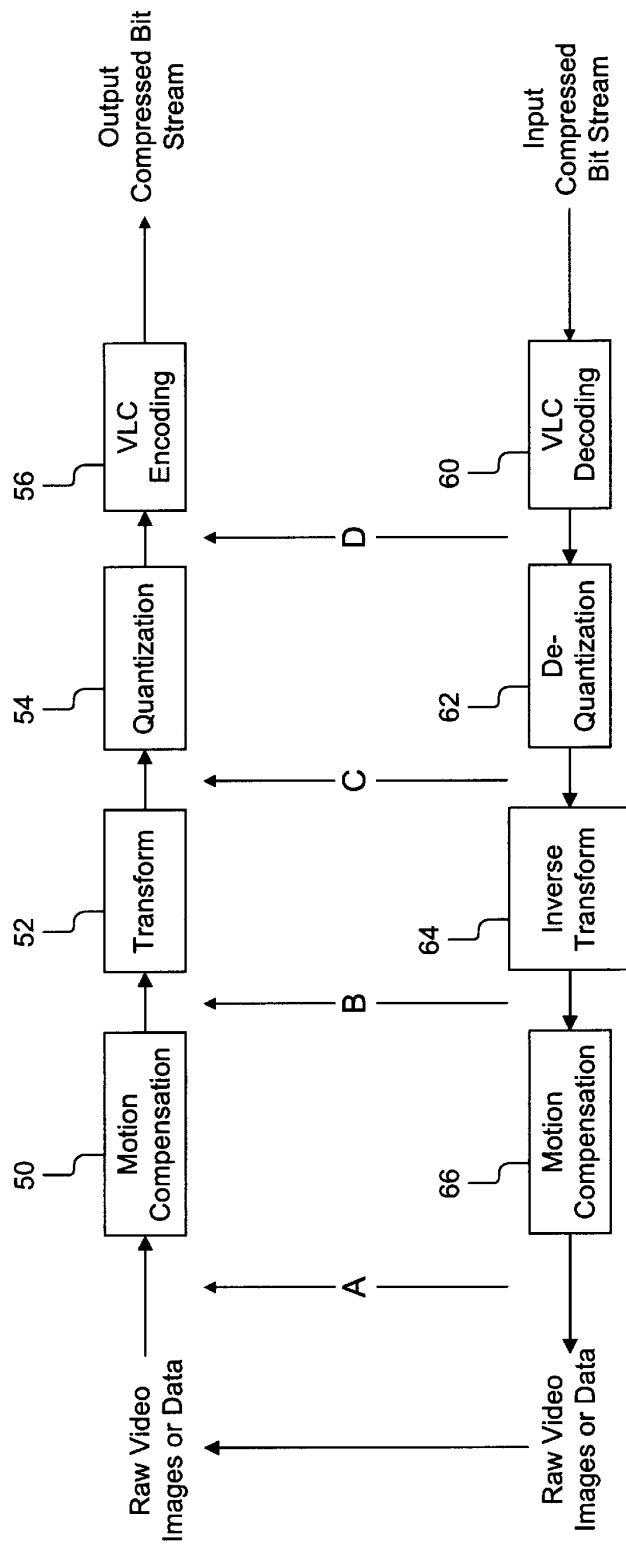 50
52
54
56
Raw Video
Images or Data
Motion
Compensation
Transform
Quantization
VLC
Encoding
Output
Compressed Bit
Stream
A
B
C
D
66
64
62
60
Raw Video
Images or Data
Motion
Compensation
Inverse
Transform
De-
Quantization
VLC
Decoding
Input
Compressed
Bit Stream